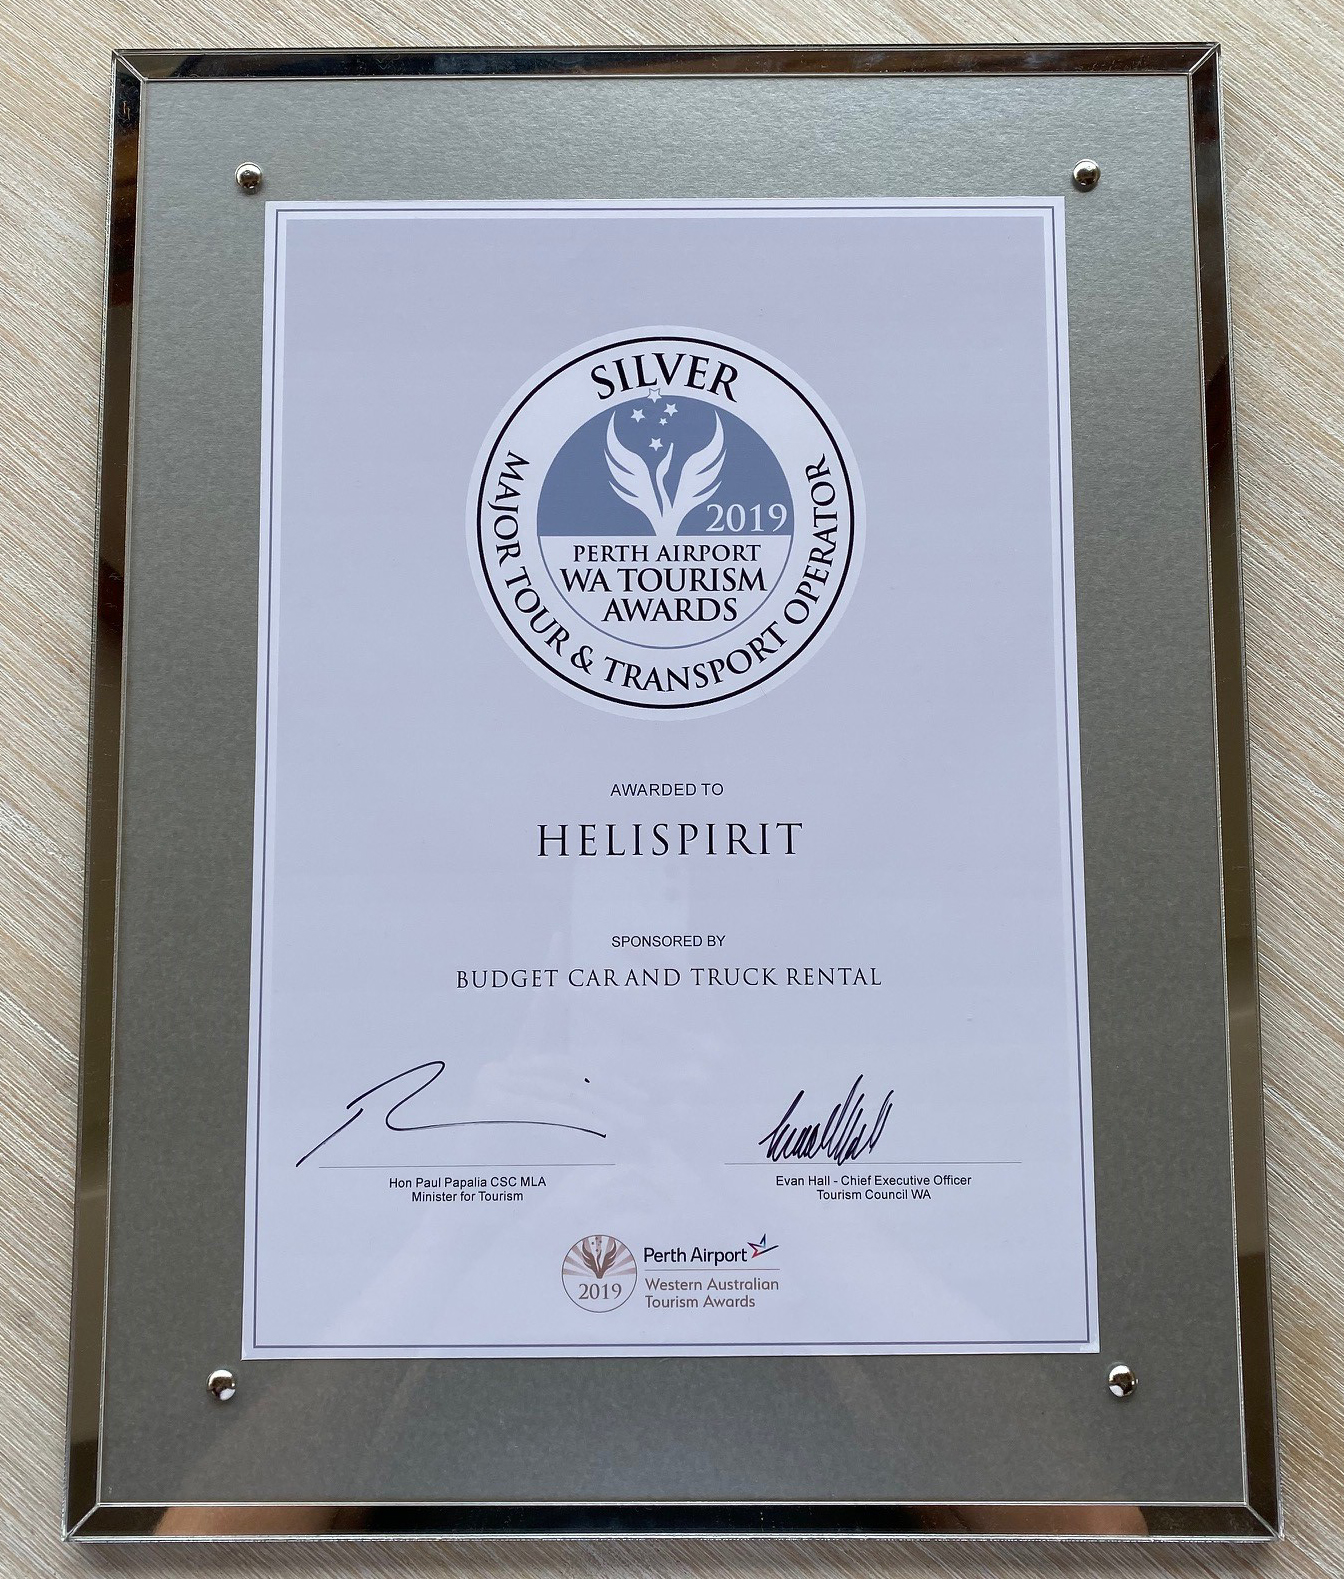 SILVER
MAJOR TOUR & TRANSPORT OPERATOR
2019
PERTH AIRPORT
WA TOURISM
AWARDS
AWARDED TO
HELISPIRIT
SPONSORED BY
BUDGET CAR AND TRUCK RENTAL
Hon Paul Papalia CSC MLA
Minister for Tourism
Evan Hall - Chief Executive Officer
Tourism Council WA
2019
Perth Airport
Western Australian
Tourism Awards